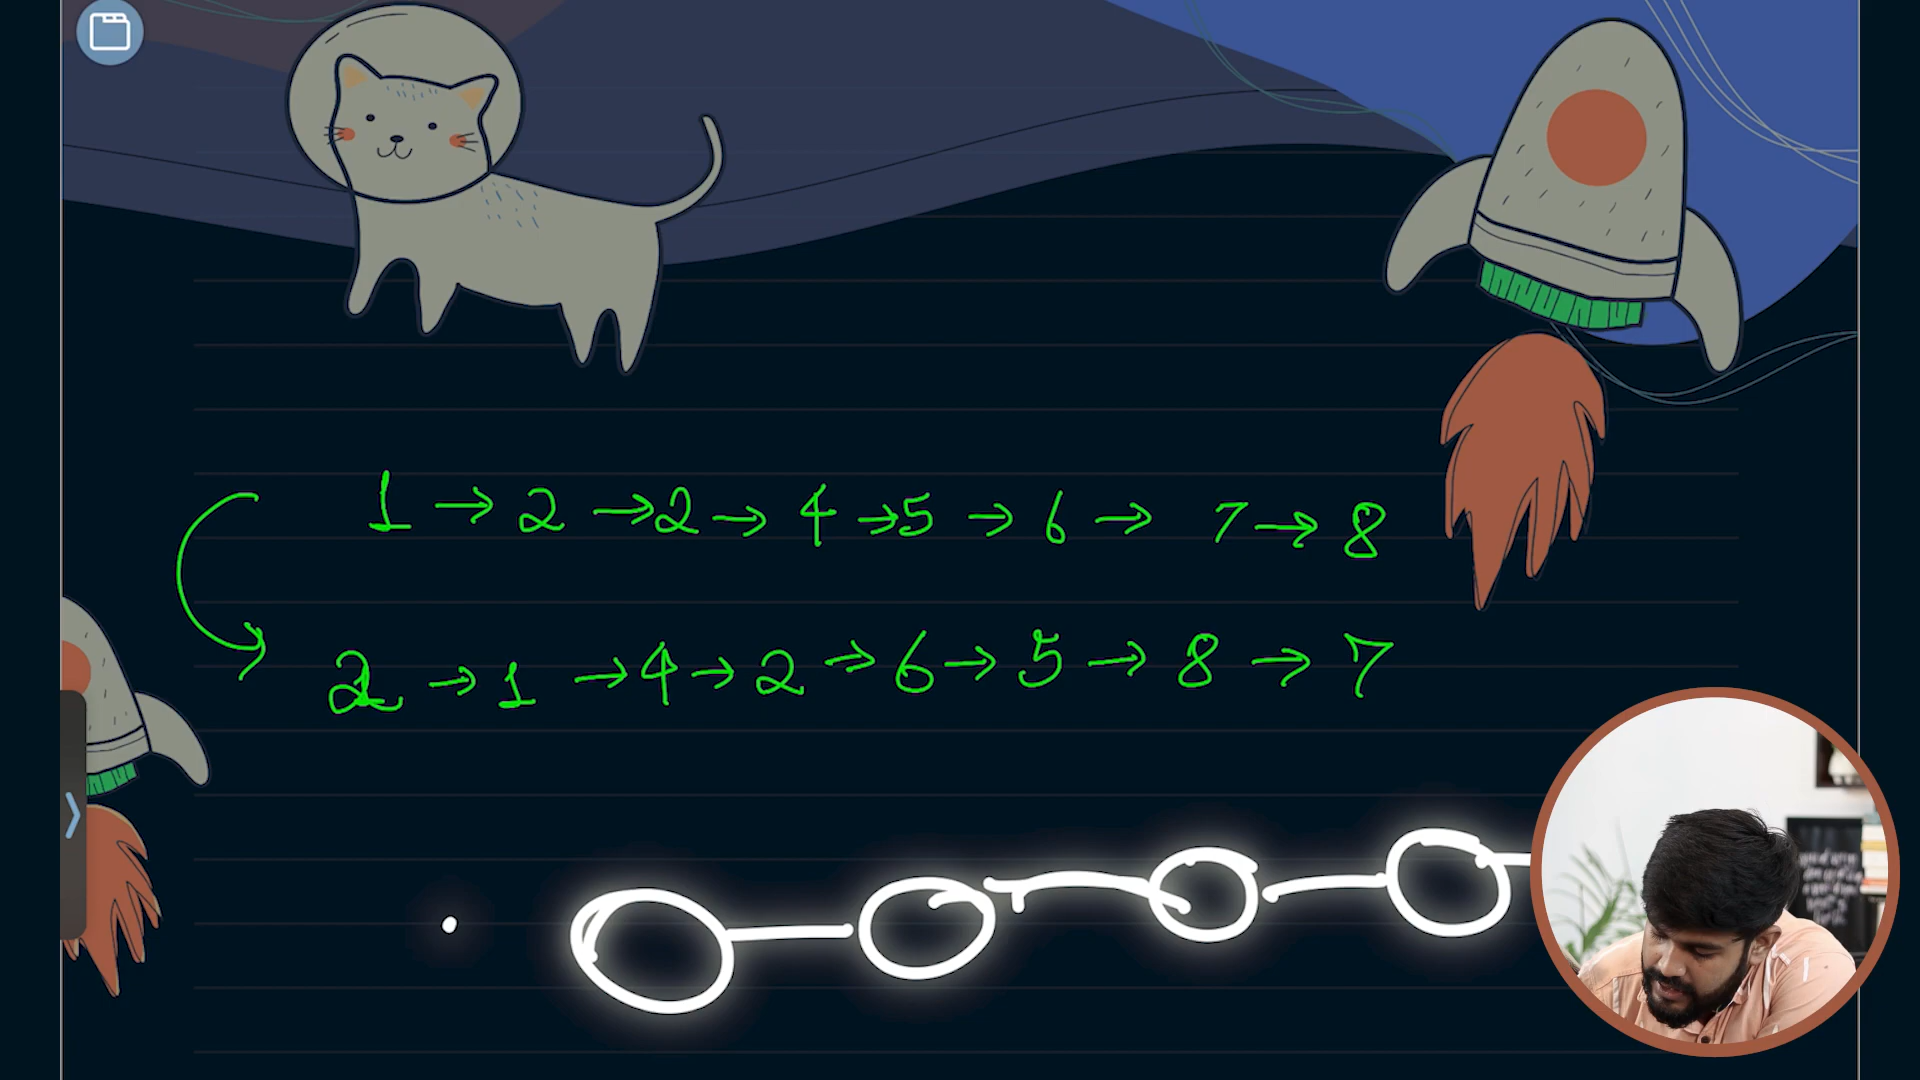 1 → 2 → 2 → 4 → 5 → 6 → 7 → 8
2 → 1 → 4 → 2 → 6 → 5 → 8 → 7